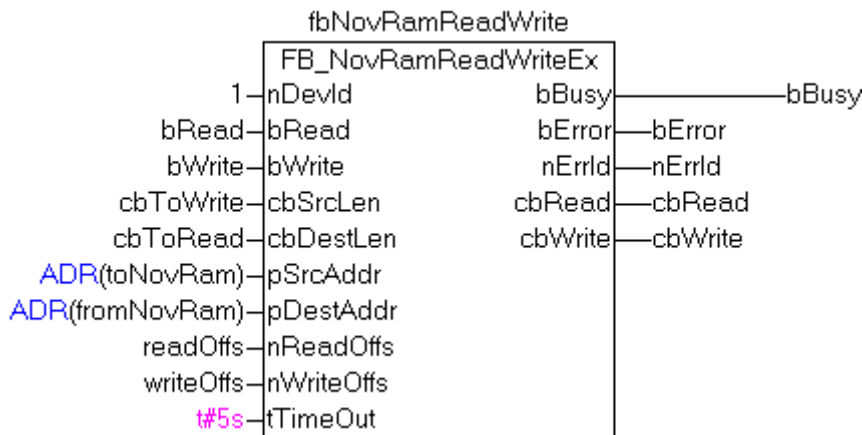 fbNovRamReadWrite
FB_NovRamReadWriteEx
1 nDevId bBusy bBusy
bRead bRead bError bError
bWrite bWrite nErrId nErrId
cbToWrite cbSrcLen cbRead cbRead
cbToRead cbDestLen cbWrite cbWrite
ADR(toNovRam) pSrcAddr
ADR(fromNovRam) pDestAddr
readOffs nReadOffs
writeOffs nWriteOffs
t#5s tTimeOut